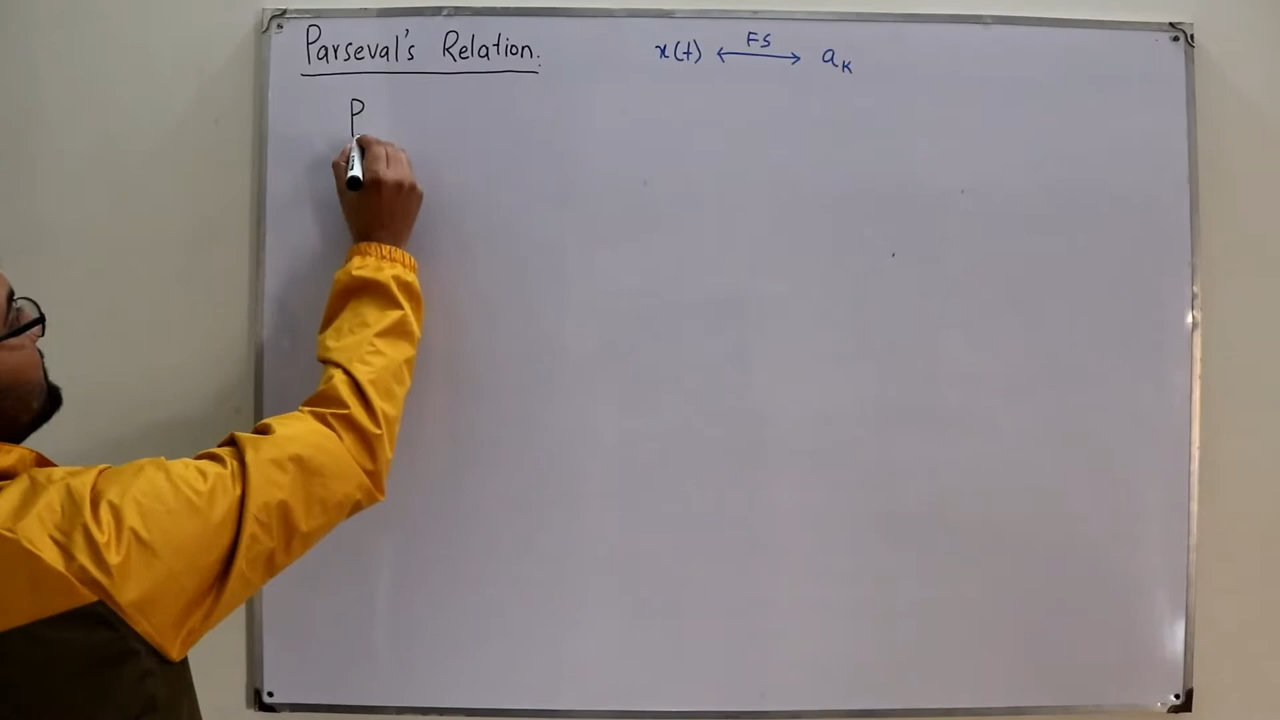 Parseval's Relation.
x(t) <-FS-> aₖ
P